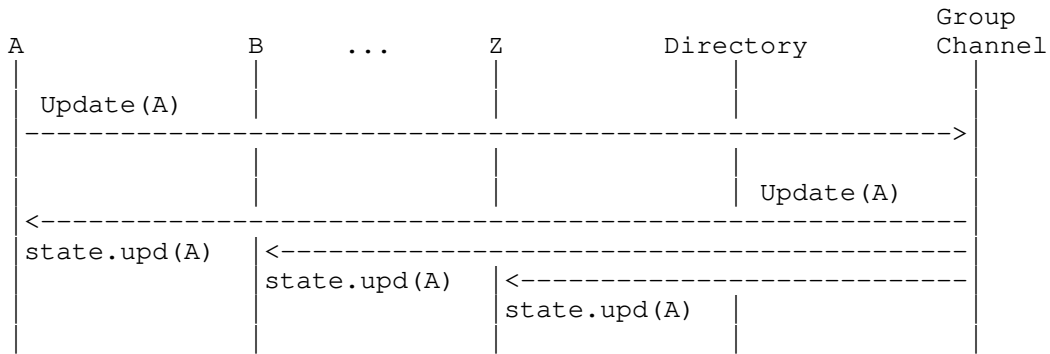 Group
A B ... Z Directory Channel
Update(A)
Update(A)
state.upd(A)
state.upd(A)
state.upd(A)